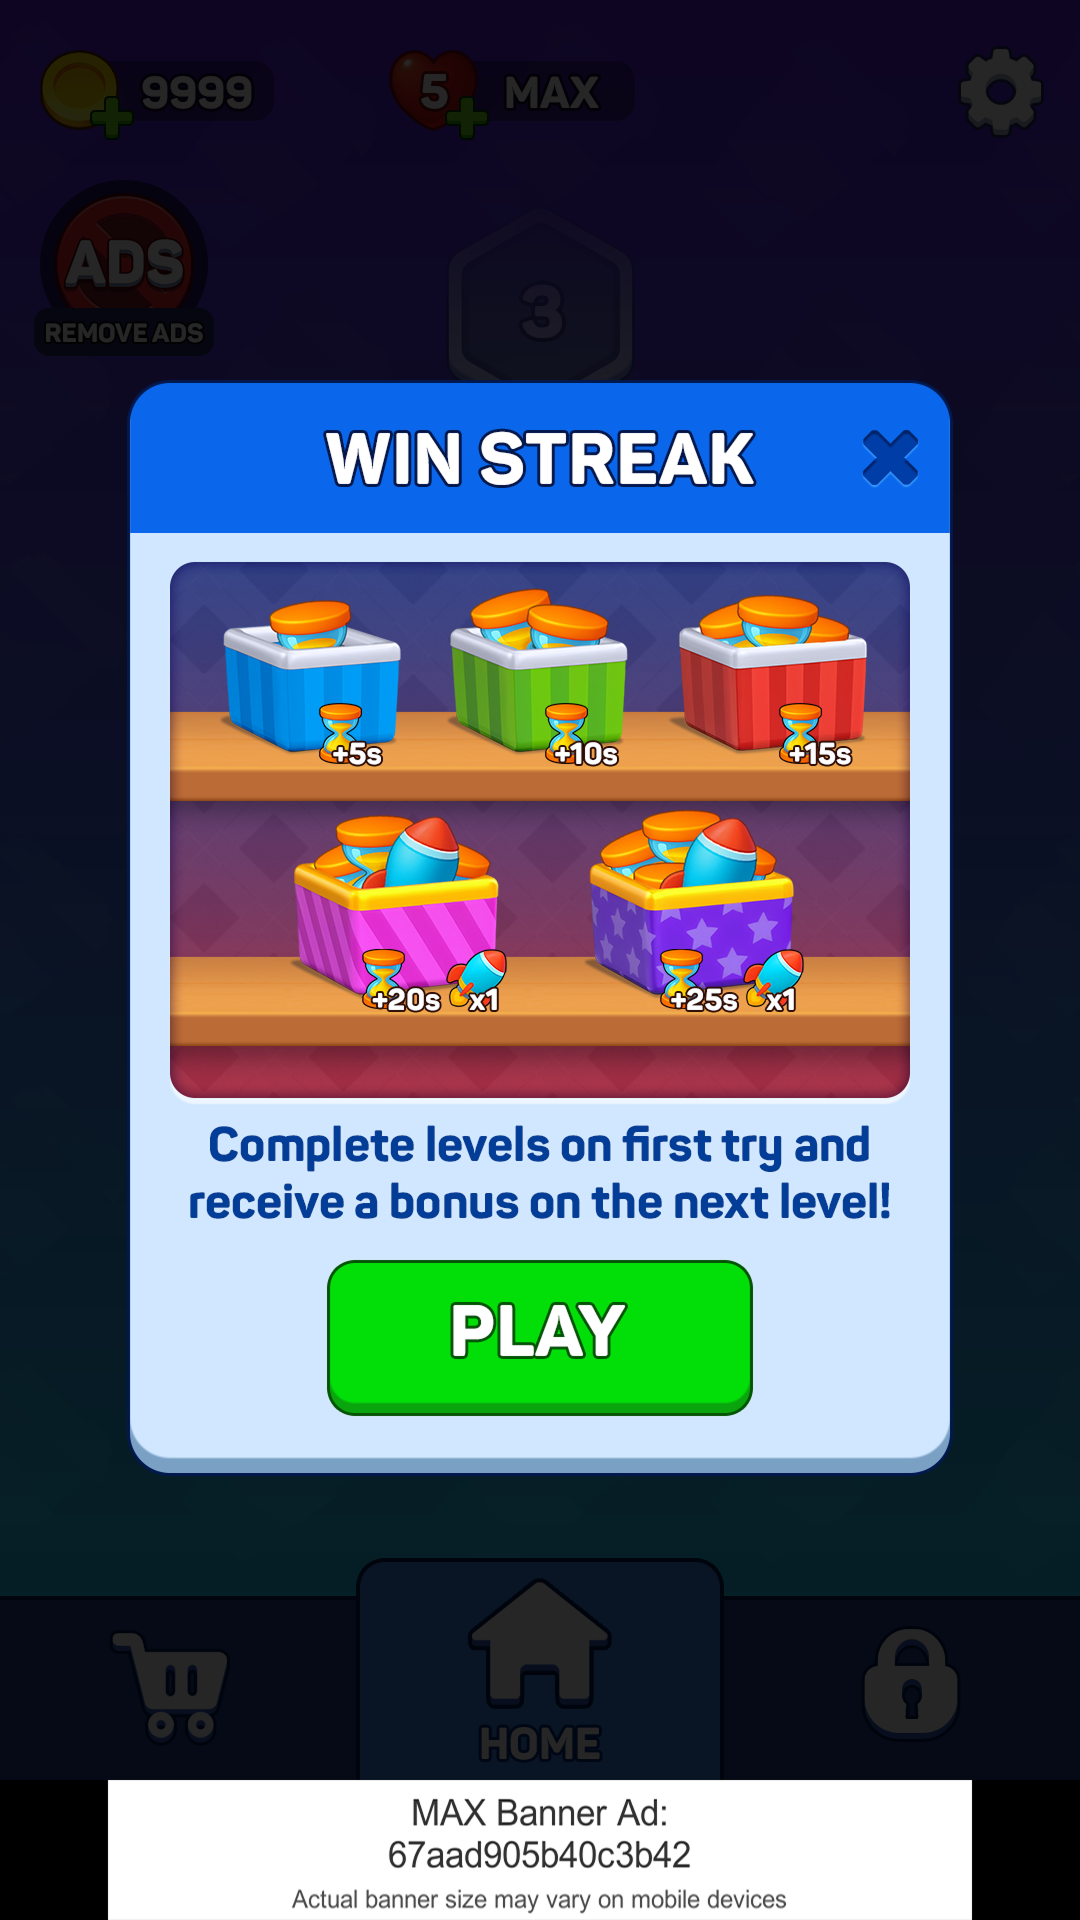 9999
5
MAX
ADS
REMOVE ADS
3
WIN STREAK
+5s
+10s
+15s
+20s
x1
+25s
x1
Complete levels on first try and
receive a bonus on the next level!
PLAY
HOME
MAX Banner Ad:
67aad905b40c3b42
Actual banner size may vary on mobile devices